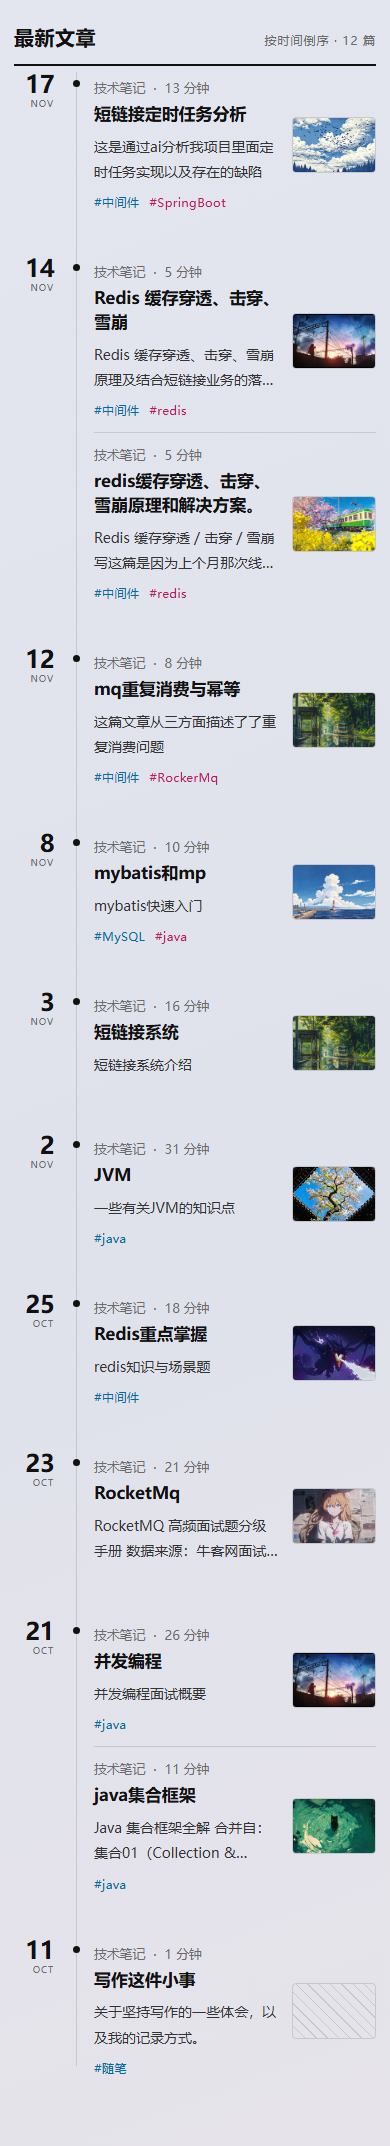 最新文章
按时间倒序 · 12 篇
17
NOV
技术笔记 · 13 分钟
短链接定时任务分析
这是通过ai分析我项目里面定
时任务实现以及存在的缺陷
#中间件 #SpringBoot
14
NOV
技术笔记 · 5 分钟
Redis 缓存穿透、击穿、
雪崩
Redis 缓存穿透、击穿、雪崩
原理及结合短链接业务的落...
#中间件 #redis
技术笔记 · 5 分钟
redis缓存穿透、击穿、
雪崩原理和解决方案。
Redis 缓存穿透 / 击穿 / 雪崩
写这篇是因为上个月那次线...
#中间件 #redis
12
NOV
技术笔记 · 8 分钟
mq重复消费与幂等
这篇文章从三方面描述了了重
复消费问题
#中间件 #RockerMq
8
NOV
技术笔记 · 10 分钟
mybatis和mp
mybatis快速入门
#MySQL #java
3
NOV
技术笔记 · 16 分钟
短链接系统
短链接系统介绍
2
NOV
技术笔记 · 31 分钟
JVM
一些有关JVM的知识点
#java
25
OCT
技术笔记 · 18 分钟
Redis重点掌握
redis知识与场景题
#中间件
23
OCT
技术笔记 · 21 分钟
RocketMq
RocketMQ 高频面试题分级
手册 数据来源：牛客网面试...
21
OCT
技术笔记 · 26 分钟
并发编程
并发编程面试概要
#java
技术笔记 · 11 分钟
java集合框架
Java 集合框架全解 合并自：
集合01（Collection &...
#java
11
OCT
技术笔记 · 1 分钟
写作这件小事
关于坚持写作的一些体会，以
及我的记录方式。
#随笔